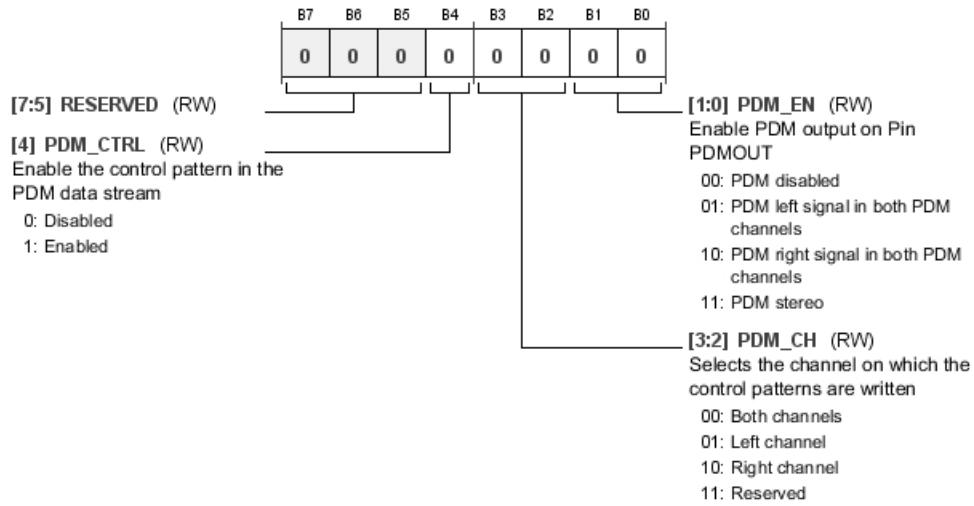 B7 B6 B5 B4 B3 B2 B1 B0
0 0 0 0 0 0 0 0
[7:5] RESERVED (RW)
[4] PDM_CTRL (RW)
Enable the control pattern in the
PDM data stream
0: Disabled
1: Enabled
[1:0] PDM_EN (RW)
Enable PDM output on Pin
PDMOUT
00: PDM disabled
01: PDM left signal in both PDM
channels
10: PDM right signal in both PDM
channels
11: PDM stereo
[3:2] PDM_CH (RW)
Selects the channel on which the
control patterns are written
00: Both channels
01: Left channel
10: Right channel
11: Reserved